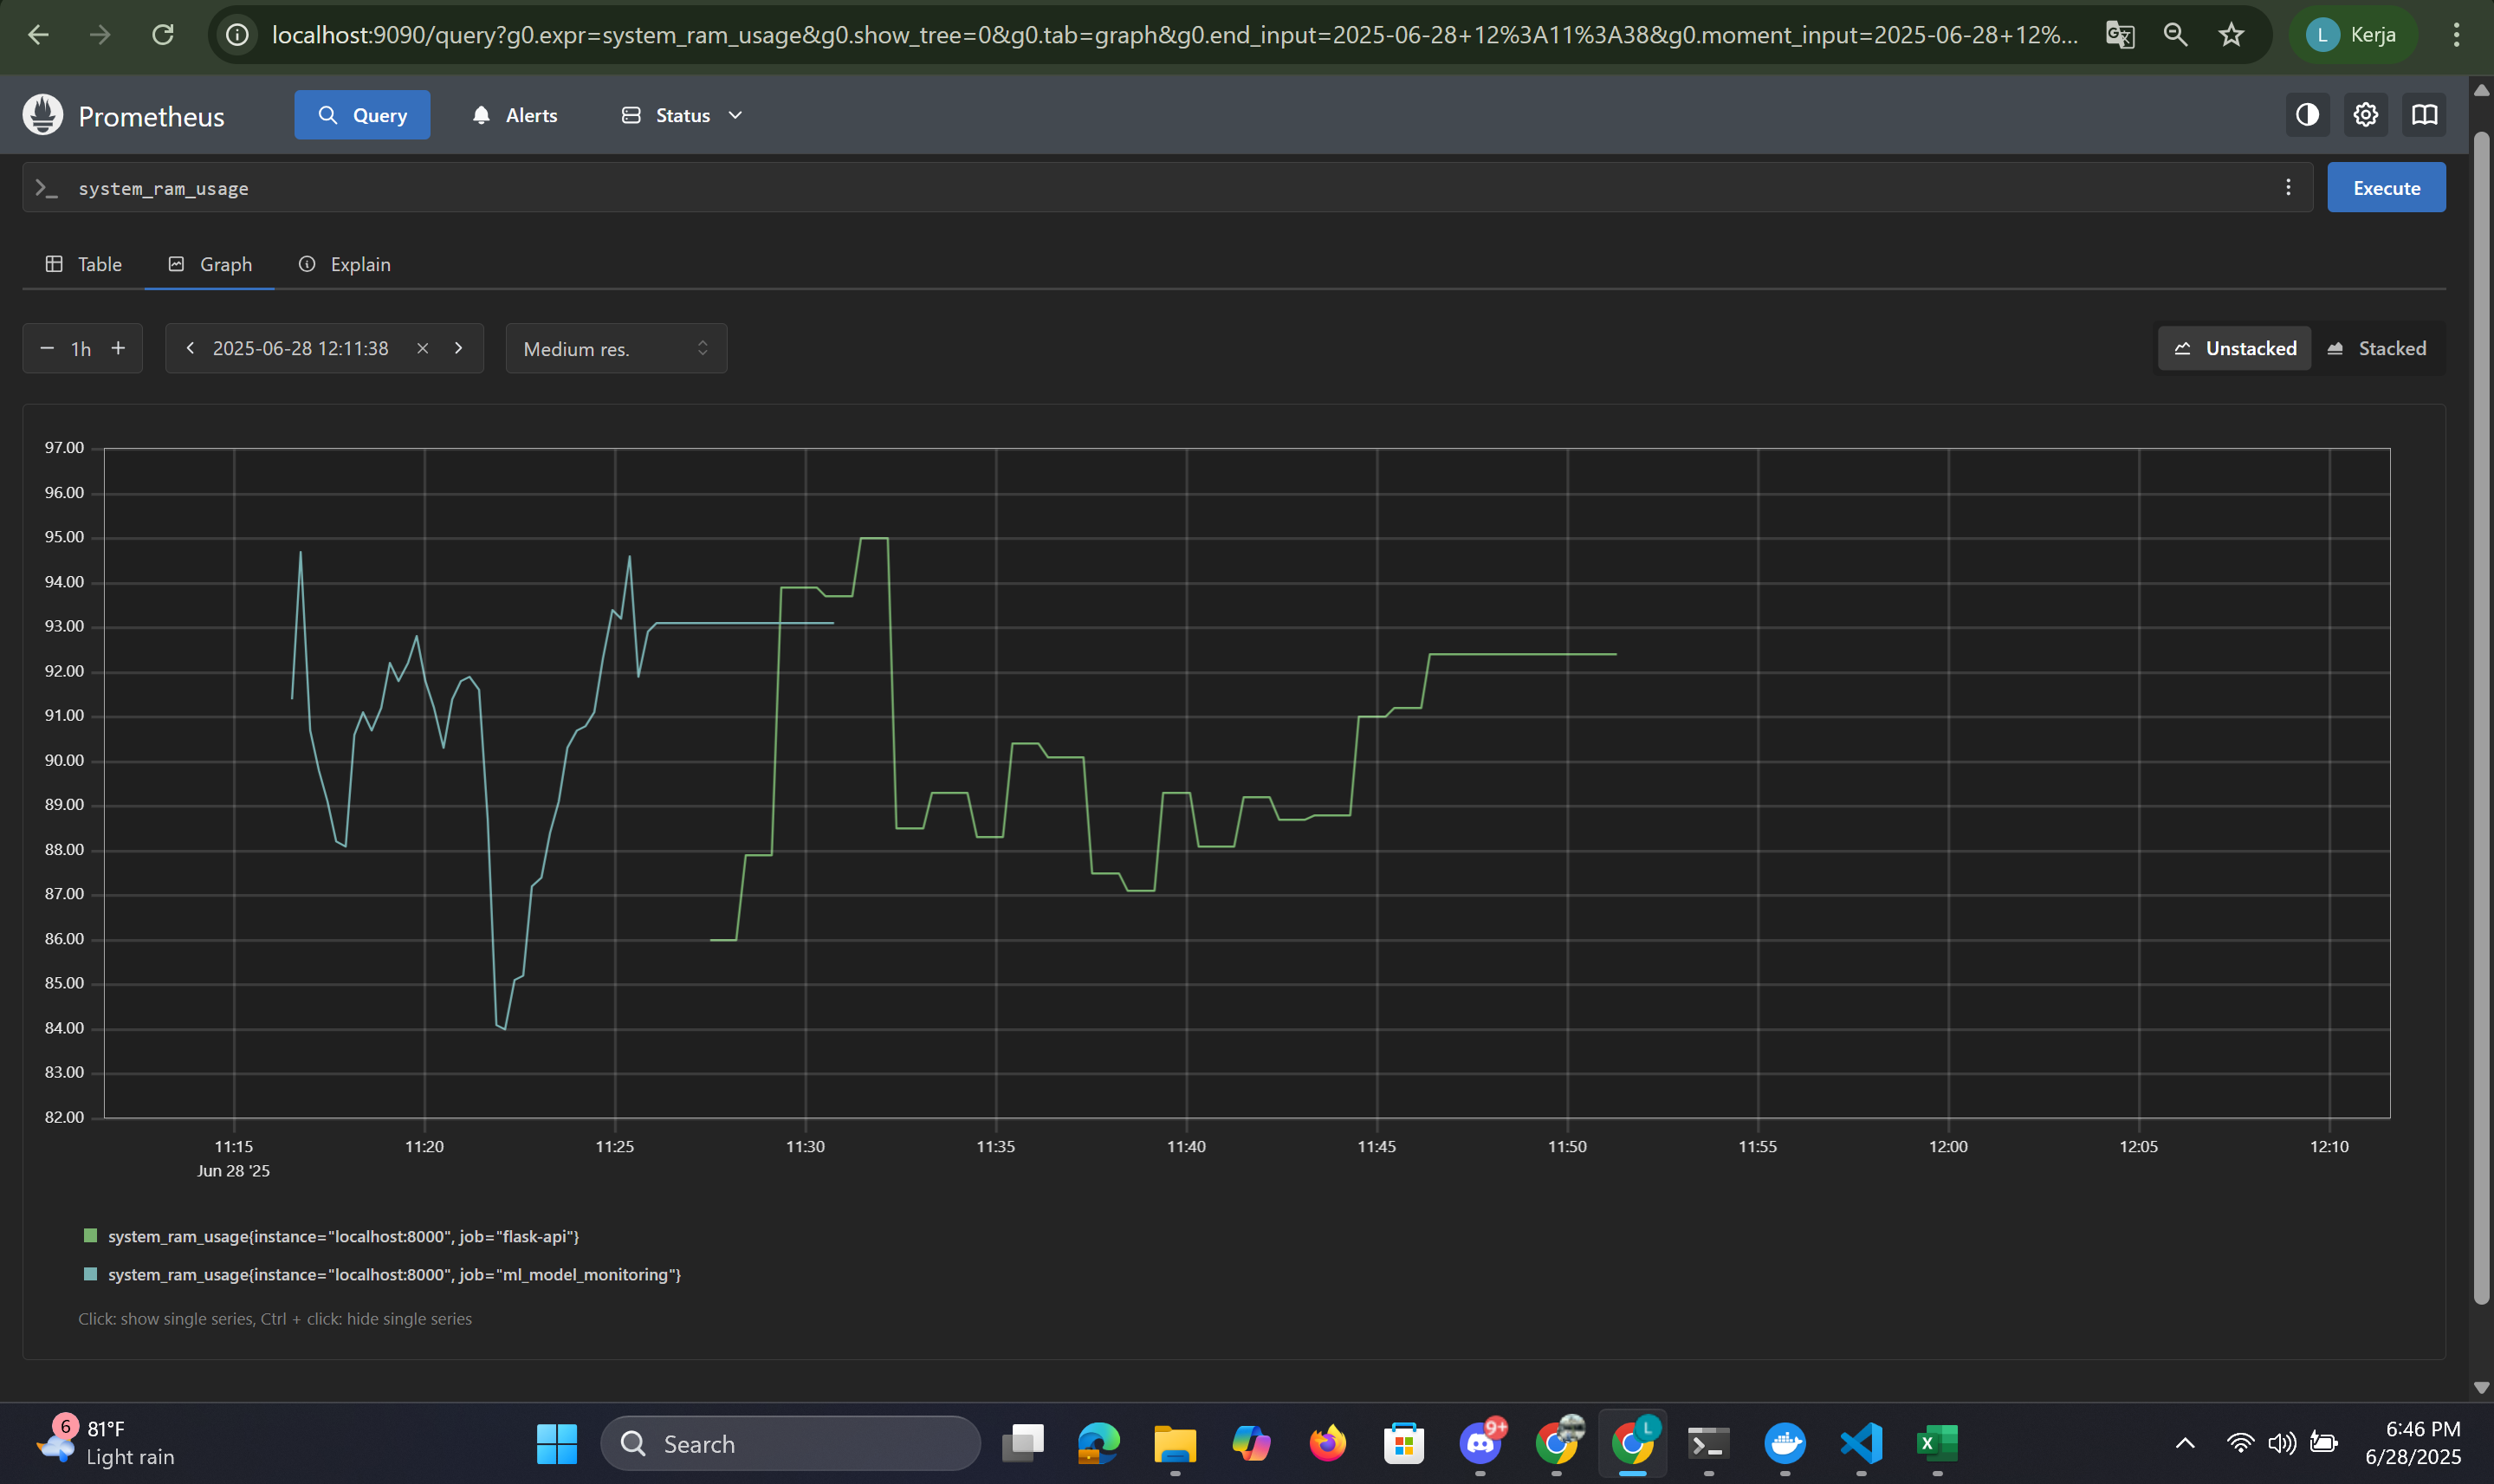 localhost:9090/query?g0.expr=system_ram_usage&g0.show_tree=0&g0.tab=graph&g0.end_input=2025-06-28+12%3A11%3A38&g0.moment_input=2025-06-28+12%...
L Kerja
Prometheus Query Alerts Status
>_ system_ram_usage Execute
Table Graph Explain
− 1h + 2025-06-28 12:11:38 Medium res. Unstacked Stacked
97.00
96.00
95.00
94.00
93.00
92.00
91.00
90.00
89.00
88.00
87.00
86.00
85.00
84.00
83.00
82.00
11:15 11:20 11:25 11:30 11:35 11:40 11:45 11:50 11:55 12:00 12:05 12:10
Jun 28 '25
system_ram_usage{instance="localhost:8000", job="flask-api"}
system_ram_usage{instance="localhost:8000", job="ml_model_monitoring"}
Click: show single series, Ctrl + click: hide single series
6 81°F
Light rain
Search
9+
L
6:46 PM
6/28/2025